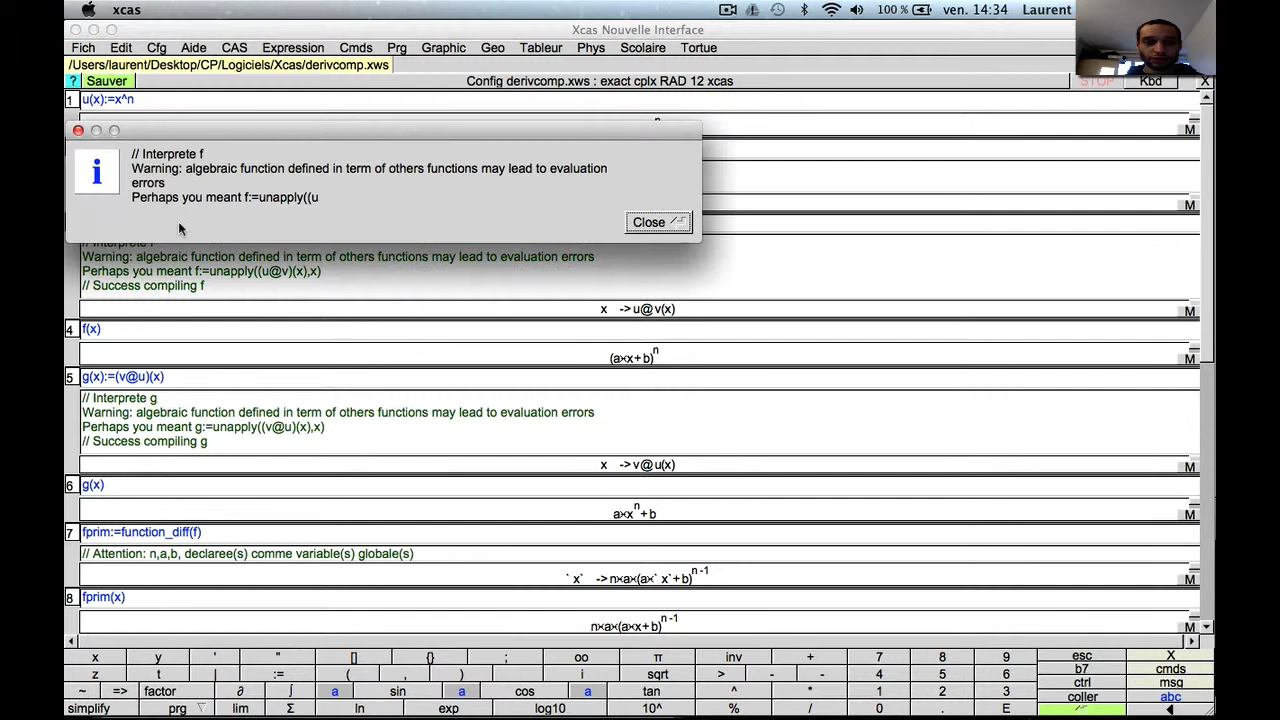 xcas 100 % ven. 14:34 Laurent
Xcas Nouvelle Interface
Fich Edit Cfg Aide CAS Expression Cmds Prg Graphic Geo Tableur Phys Scolaire Tortue
/Users/laurent/Desktop/CP/Logiciels/Xcas/derivcomp.xws
? Sauver Config derivcomp.xws : exact cplx RAD 12 xcas STOP Kbd X
1 u(x):=x^n
n
M
// Interprete f
Warning: algebraic function defined in term of others functions may lead to evaluation
errors
Perhaps you meant f:=unapply((u
M
Close
// Interprete f
Warning: algebraic function defined in term of others functions may lead to evaluation errors
Perhaps you meant f:=unapply((u@v)(x),x)
// Success compiling f
x ->u@v(x) M
4 f(x)
(a×x+b)^n M
5 g(x):=(v@u)(x)
// Interprete g
Warning: algebraic function defined in term of others functions may lead to evaluation errors
Perhaps you meant g:=unapply((v@u)(x),x)
// Success compiling g
x ->v@u(x) M
6 g(x)
a×x^n+b M
7 fprim:=function_diff(f)
// Attention: n,a,b, declaree(s) comme variable(s) globale(s)
` x` ->n×a×(a×` x`+b)^n-1 M
8 fprim(x)
n×a×(a×x+b)^n-1 M
x y ' " [] {} ; oo π inv + 7 8 9 esc X
z t | := ( , ) i sqrt > - - 4 5 6 b7 cmds
ctrl msg
~ => factor ∂ ∫ a sin a cos a tan ^ * 1 2 3 coller abc
simplify prg lim Σ ln exp log10 10^ % / 0 . E